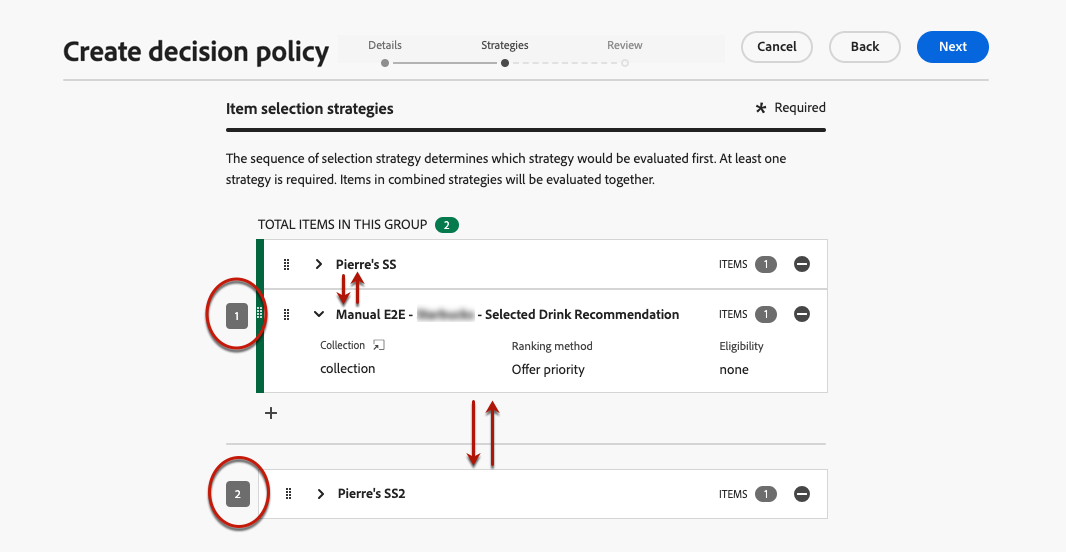 Create decision policy
Details
Strategies
Review
Cancel
Back
Next
Item selection strategies
* Required
The sequence of selection strategy determines which strategy would be evaluated first. At least one
strategy is required. Items in combined strategies will be evaluated together.
TOTAL ITEMS IN THIS GROUP 2
Pierre's SS ITEMS 1
1
Manual E2E - - Selected Drink Recommendation ITEMS 1
Collection Ranking method Eligibility
collection Offer priority none
2
Pierre's SS2 ITEMS 1